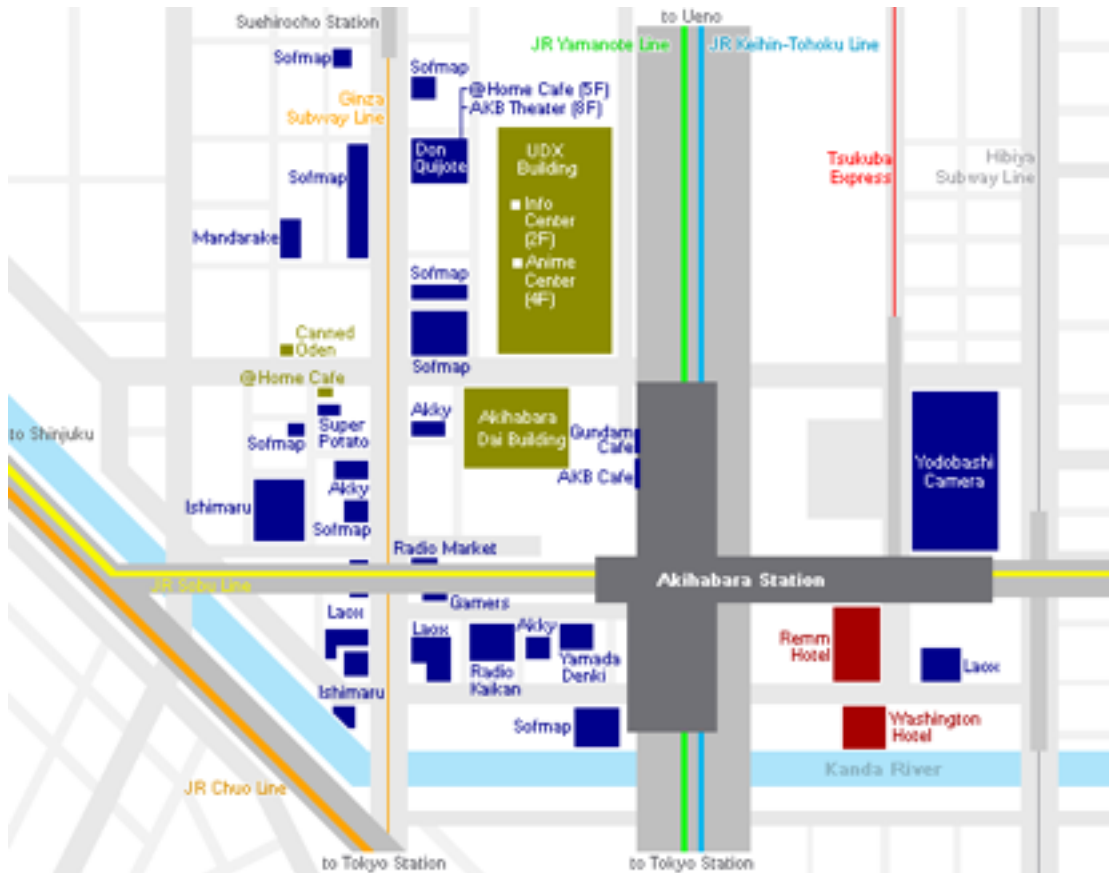 to Ueno
Suehirocho Station
JR Yamanote Line
JR Keihin-Tohoku Line
Sofmap
Sofmap
@Home Cafe (5F)
AKB Theater (8F)
Ginza
Subway Line
Don
Quijote
UDX
Building
Tsukuba
Express
Hibiya
Subway Line
Sofmap
Info
Center
(2F)
Mandarake
Anime
Center
(4F)
Sofmap
Canned
Oden
Sofmap
@Home Cafe
Akky
Akihabara
Dai Building
Super
Potato
to Shinjuku
Sofmap
Gundam
Cafe
AKB Cafe
Yodobashi
Camera
Akky
Ishimaru
Sofmap
Radio Market
JR Sobu Line
Akihabara Station
Gamers
Laox
Laox
Akky
Remm
Hotel
Radio
Kaikan
Yamada
Denki
Laox
Ishimaru
Sofmap
Washington
Hotel
Kanda River
JR Chuo Line
to Tokyo Station
to Tokyo Station